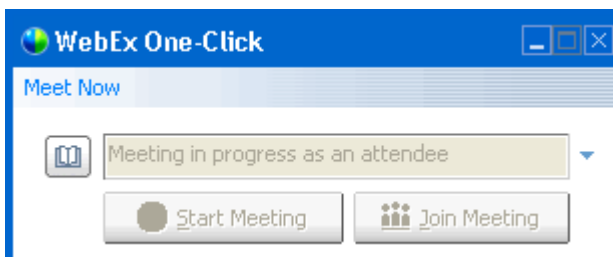 WebEx One-Click
Meet Now
Meeting in progress as an attendee
Start Meeting Join Meeting